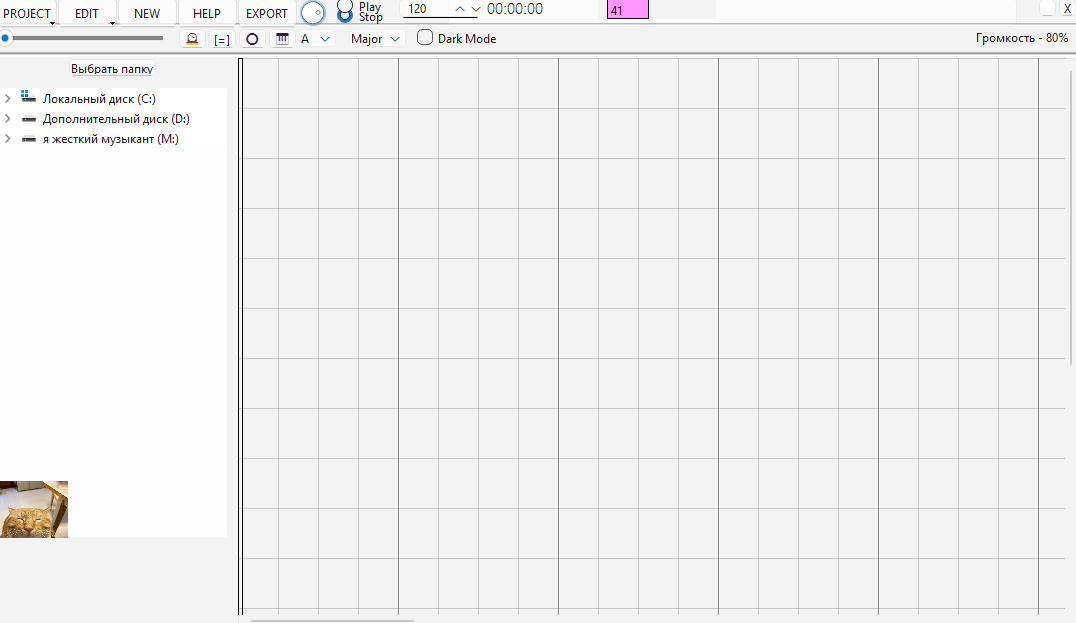 PROJECT EDIT NEW HELP EXPORT Play 120 00:00:00 41 X
Stop
[=] A Major Dark Mode Громкость - 80%
Выбрать папку
Локальный диск (C:)
Дополнительный диск (D:)
я жесткий музыкант (M:)